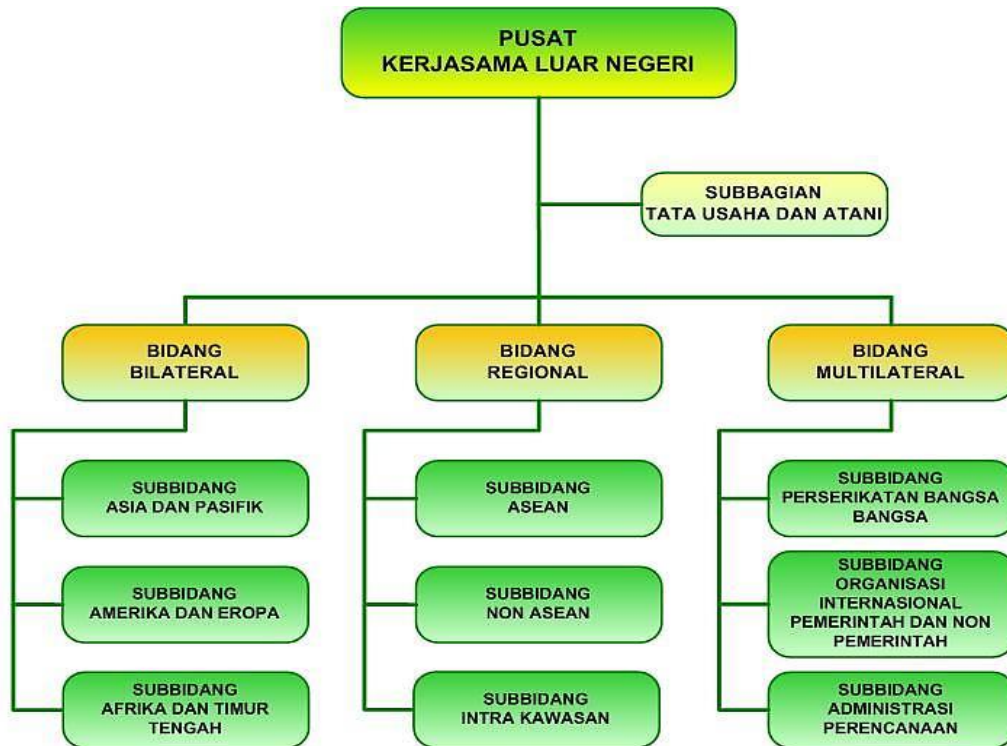 PUSAT
KERJASAMA LUAR NEGERI
SUBBAGIAN
TATA USAHA DAN ATANI
BIDANG
BILATERAL
SUBBIDANG
ASIA DAN PASIFIK
SUBBIDANG
AMERIKA DAN EROPA
SUBBIDANG
AFRIKA DAN TIMUR
TENGAH
BIDANG
REGIONAL
SUBBIDANG
ASEAN
SUBBIDANG
NON ASEAN
SUBBIDANG
INTRA KAWASAN
BIDANG
MULTILATERAL
SUBBIDANG
PERSERIKATAN BANGSA
BANGSA
SUBBIDANG
ORGANISASI
INTERNASIONAL
PEMERINTAH DAN NON
PEMERINTAH
SUBBIDANG
ADMINISTRASI
PERENCANAAN